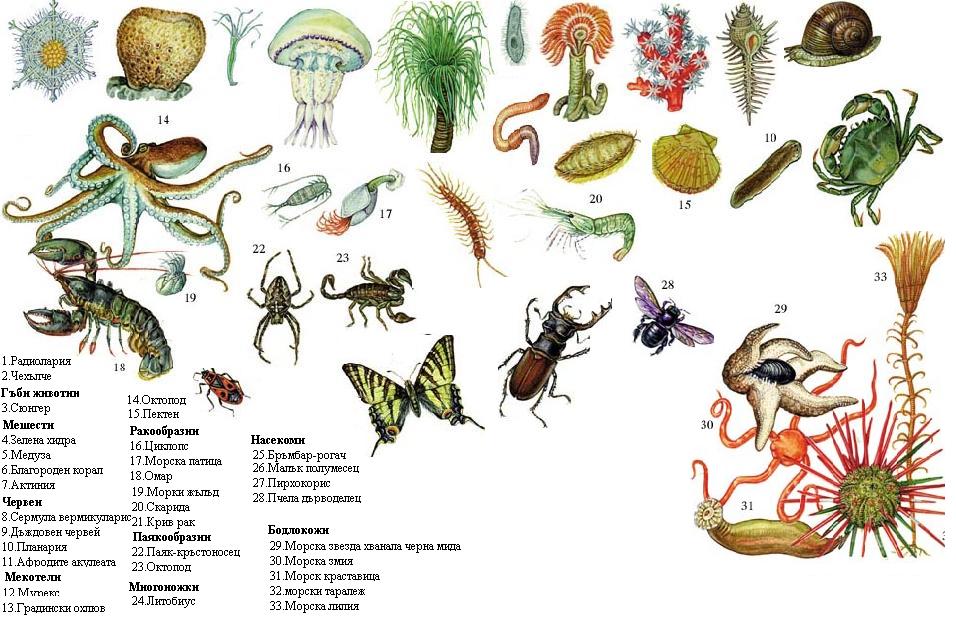 14
10
16
17
20
15
22
23
19
18
28
29
33
30
31
1.Радиолария
2.Чехълче
Гъби животни
3.Сюнгер
Мешести
4.Зелена хидра
5.Медуза
6.Благороден корал
7.Актиния
Червеи
8.Сермула вермикуларис
9.Дъждовен червей
10.Планария
11.Афродите акулеата
Мекотели
12.Мурекс
13.Градински охлюв
14.Октопод
15.Пектен
Ракообразни
16.Циклопс
17.Морска патица
18.Омар
19.Морки жълъд
20.Скарида
21.Крив рак
Паякообразни
22.Паяк-кръстоносец
23.Октопод
Многоножки
24.Литобиус
Насекоми
25.Бръмбар-рогач
26.Малък полумесец
27.Пирхокорис
28.Пчела дърводелец
Бодлокожи
29.Морска звезда хванала черна мида
30.Морска змия
31.Морск краставица
32.морски таралеж
33.Морска лилия